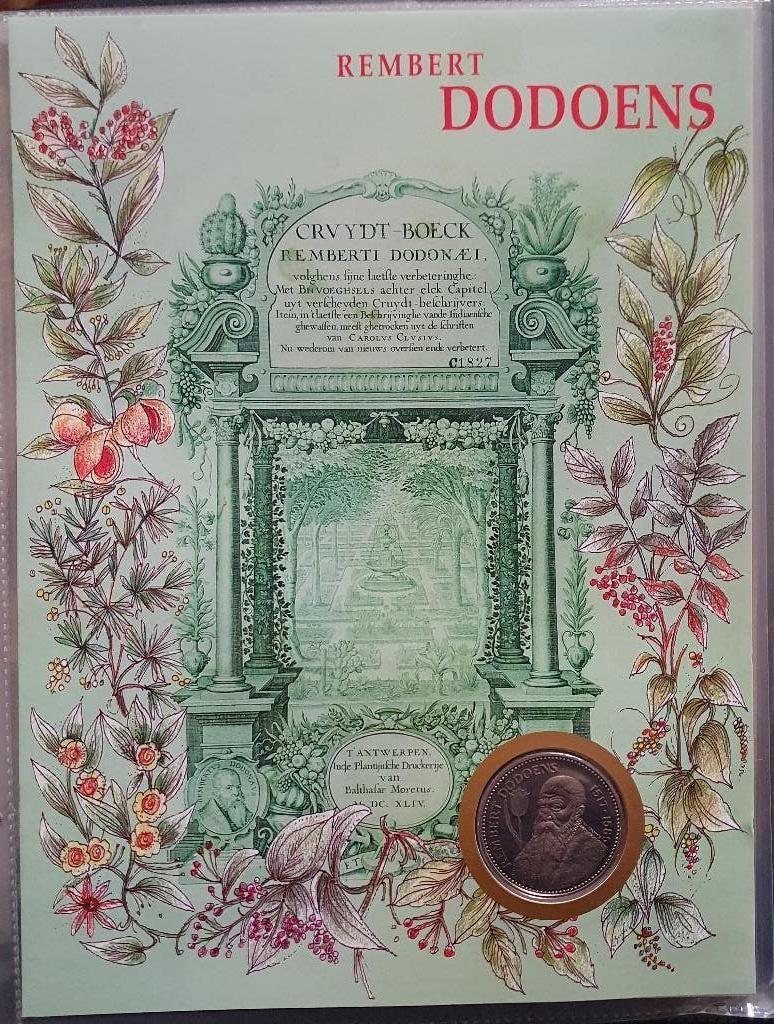 REMBERT
DODOENS
CRVYDT-BOECK
REMBERTI DODONÆI,
volghens sijne laetste verbeteringhe:
Met BIIVOEGHSELS achter elck Capitel,
uyt verscheyden Cruydt-beschrijvers:
Item, in't laetste een Beschrijvinghe vande Indiaensche
ghewassen, meest ghetrocken uyt de schriften
van CAROLVS CLVSIVS.
Nu wederom van nieuws oversien ende verbetert.
C1827
T'ANTWERPEN,
Inde Plantijnsche Druckerije
van
Balthasar Moretus.
DC. XLIV.
REMBERT DODOENS
ET